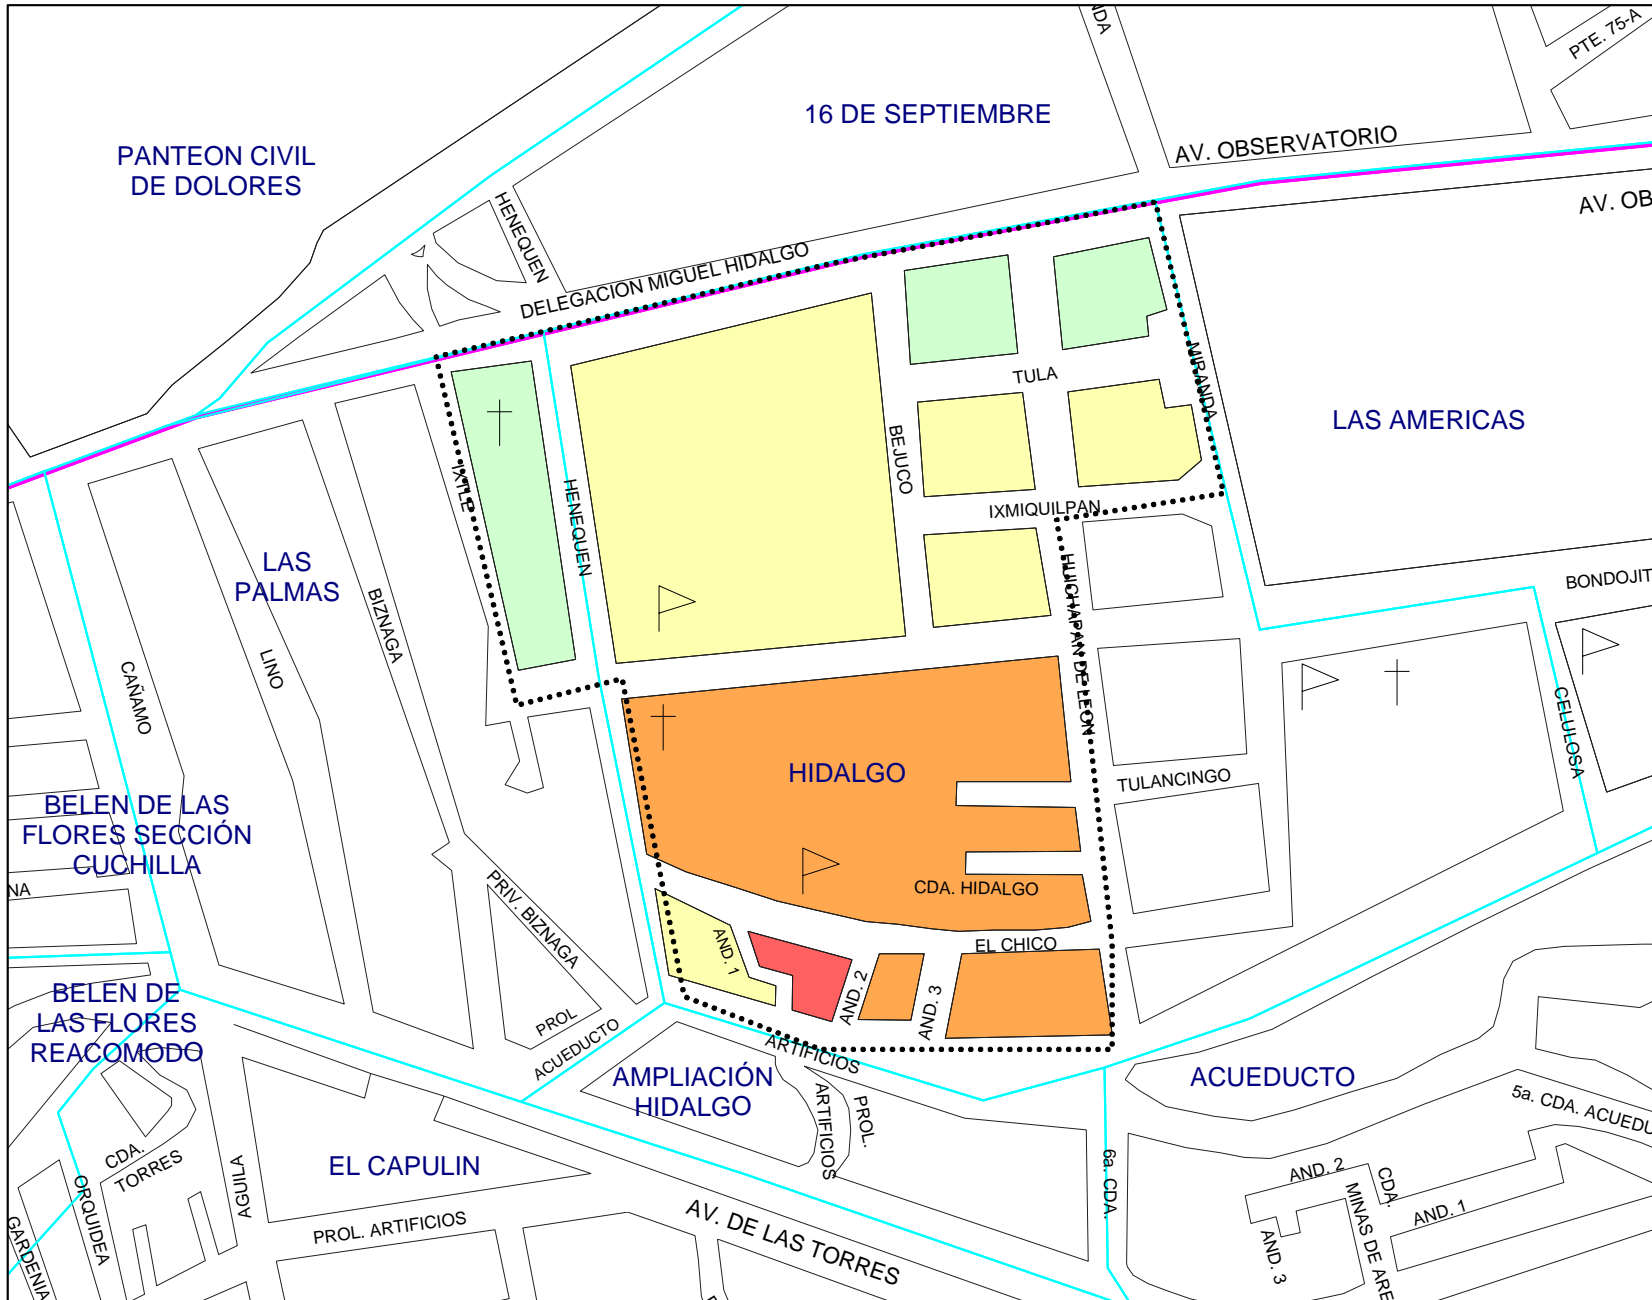 NDA
PTE. 75-A
16 DE SEPTIEMBRE
AV. OBSERVATORIO
PANTEON CIVIL
DE DOLORES
AV. OB
HENEQUEN
DELEGACION MIGUEL HIDALGO
TULA
MIRANDA
LAS AMERICAS
BEJUCO
IXTLE
HENEQUEN
IXMIQUILPAN
LAS
PALMAS
BIZNAGA
HUICHAPAN DE LEON
BONDOJIT
LINO
CAÑAMO
CELULOSA
HIDALGO
TULANCINGO
BELEN DE LAS
FLORES SECCIÓN
CUCHILLA
NA
CDA. HIDALGO
PRIV. BIZNAGA
AND. 1
EL CHICO
AND. 2
AND. 3
BELEN DE
LAS FLORES
REACOMODO
PROL
ACUEDUCTO
ARTIFICIOS
AMPLIACIÓN
HIDALGO
ACUEDUCTO
PROL.
ARTIFICIOS
5a. CDA. ACUEDU
CDA.
TORRES
EL CAPULIN
AGUILA
ORQUIDEA
6a. CDA.
AND. 2
CDA.
MINAS DE ARE
AND. 1
AND. 3
GARDENIA
PROL. ARTIFICIOS
AV. DE LAS TORRES